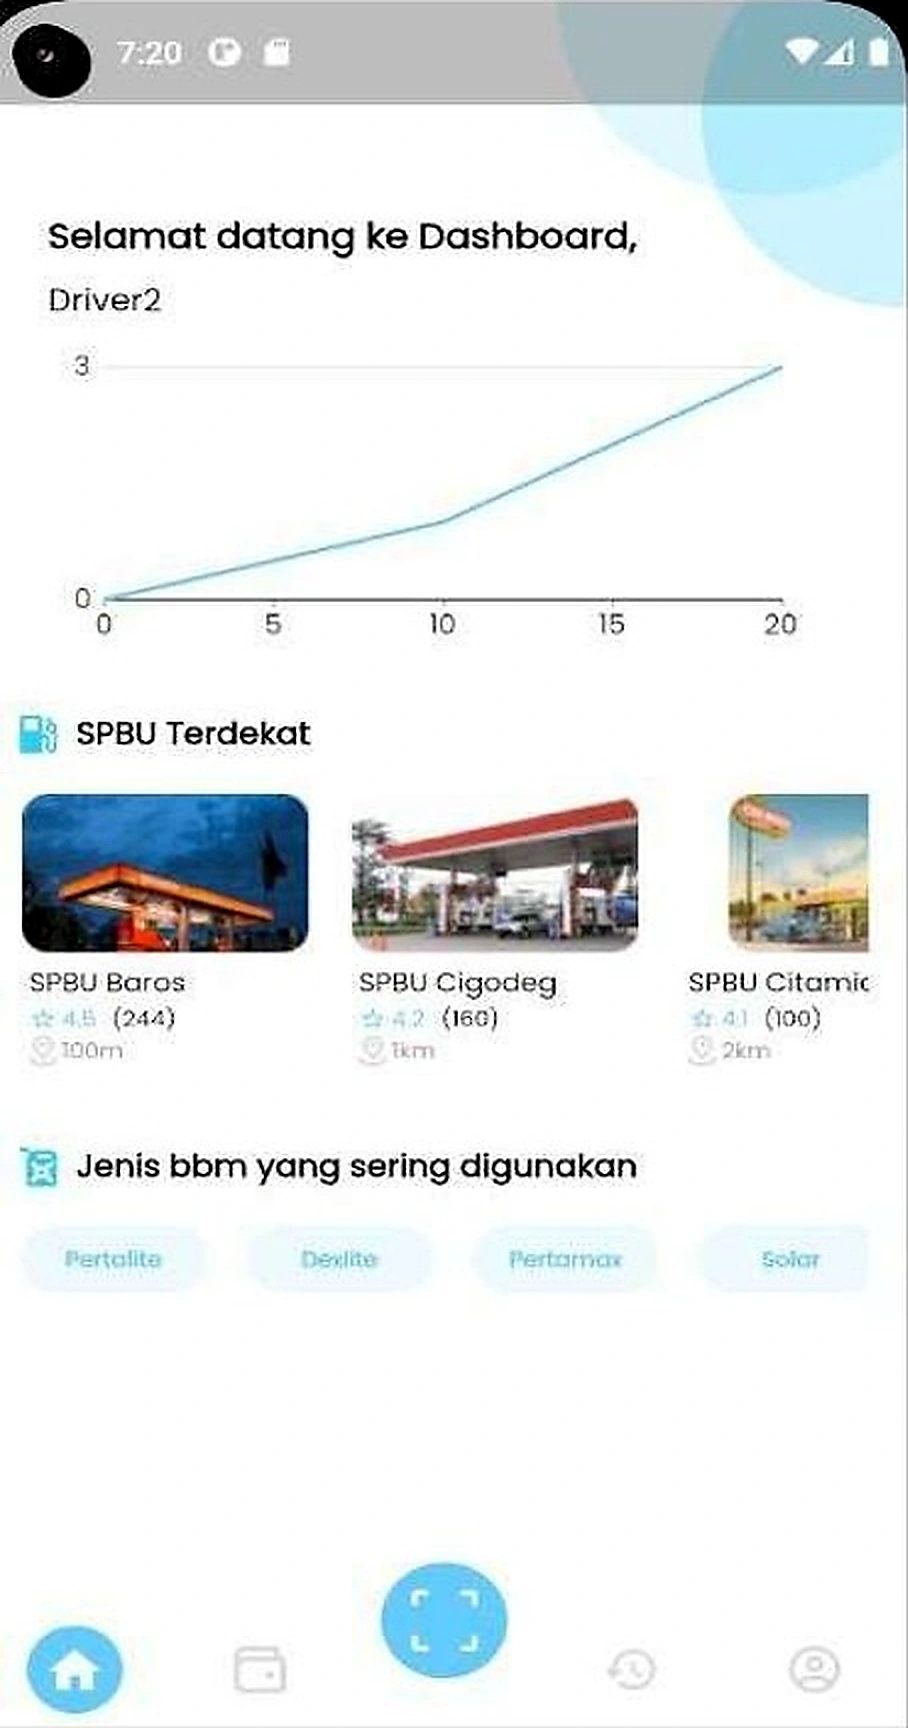 7:20
Selamat datang ke Dashboard,
Driver2
3
0
0 5 10 15 20
SPBU Terdekat
SPBU Baros SPBU Cigodeg SPBU Citamic
4.5 (244) 4.2 (160) 4.1 (100)
100m 1km 2km
Jenis bbm yang sering digunakan
Pertalite Dexlite Pertamax Solar